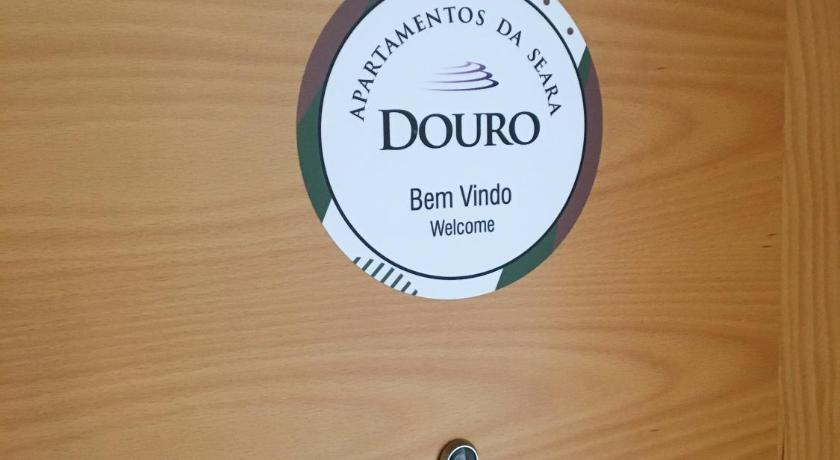 APARTAMENTOS DA SEARA
DOURO
Bem Vindo
Welcome